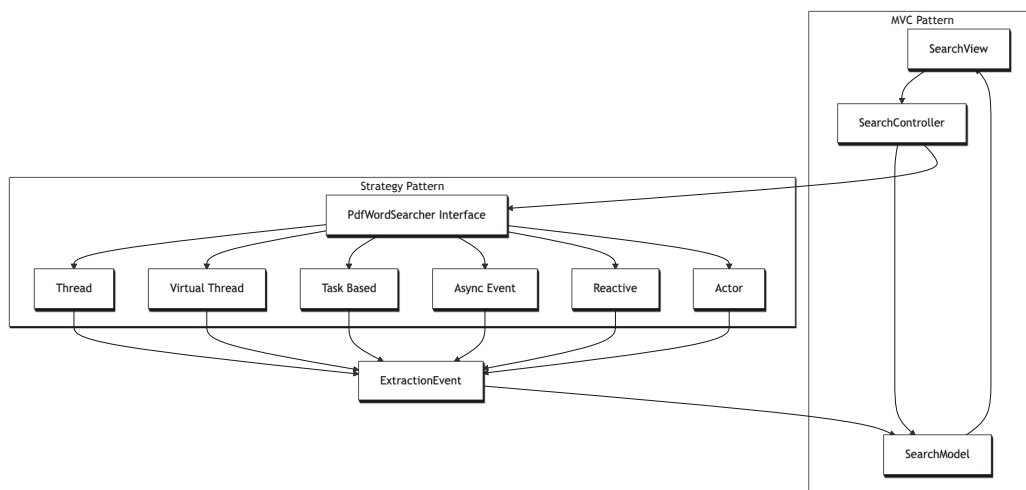 MVC Pattern
SearchView
SearchController
Strategy Pattern
PdfWordSearcher Interface
Thread
Virtual Thread
Task Based
Async Event
Reactive
Actor
ExtractionEvent
SearchModel